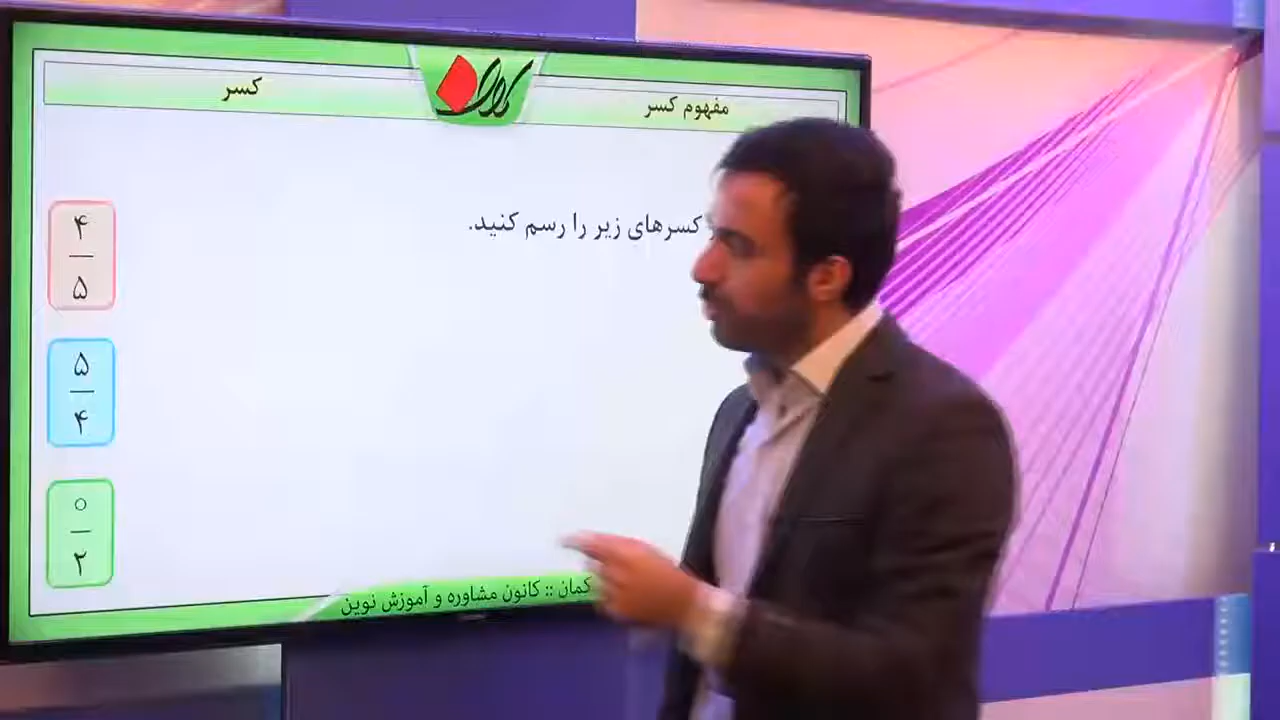 مفهوم کسر
کسر
کسرهای زیر را رسم کنید.
۴
۵
۵
۴
۰
۲
کمان :: کانون مشاوره و آموزش نوین